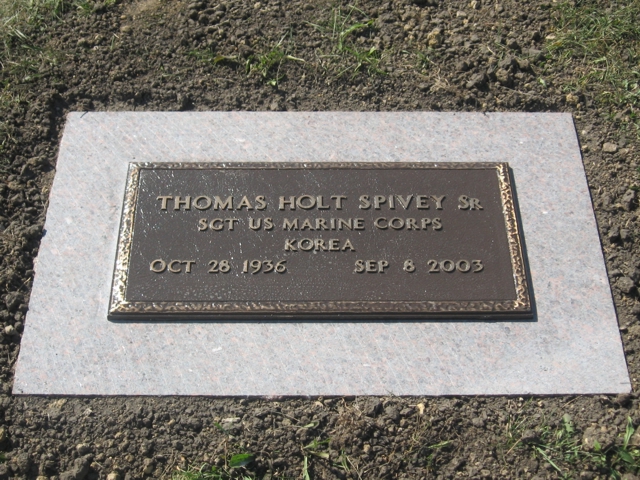 THOMAS HOLT SPIVEY SR
SGT US MARINE CORPS
KOREA
OCT 28 1936 SEP 8 2003